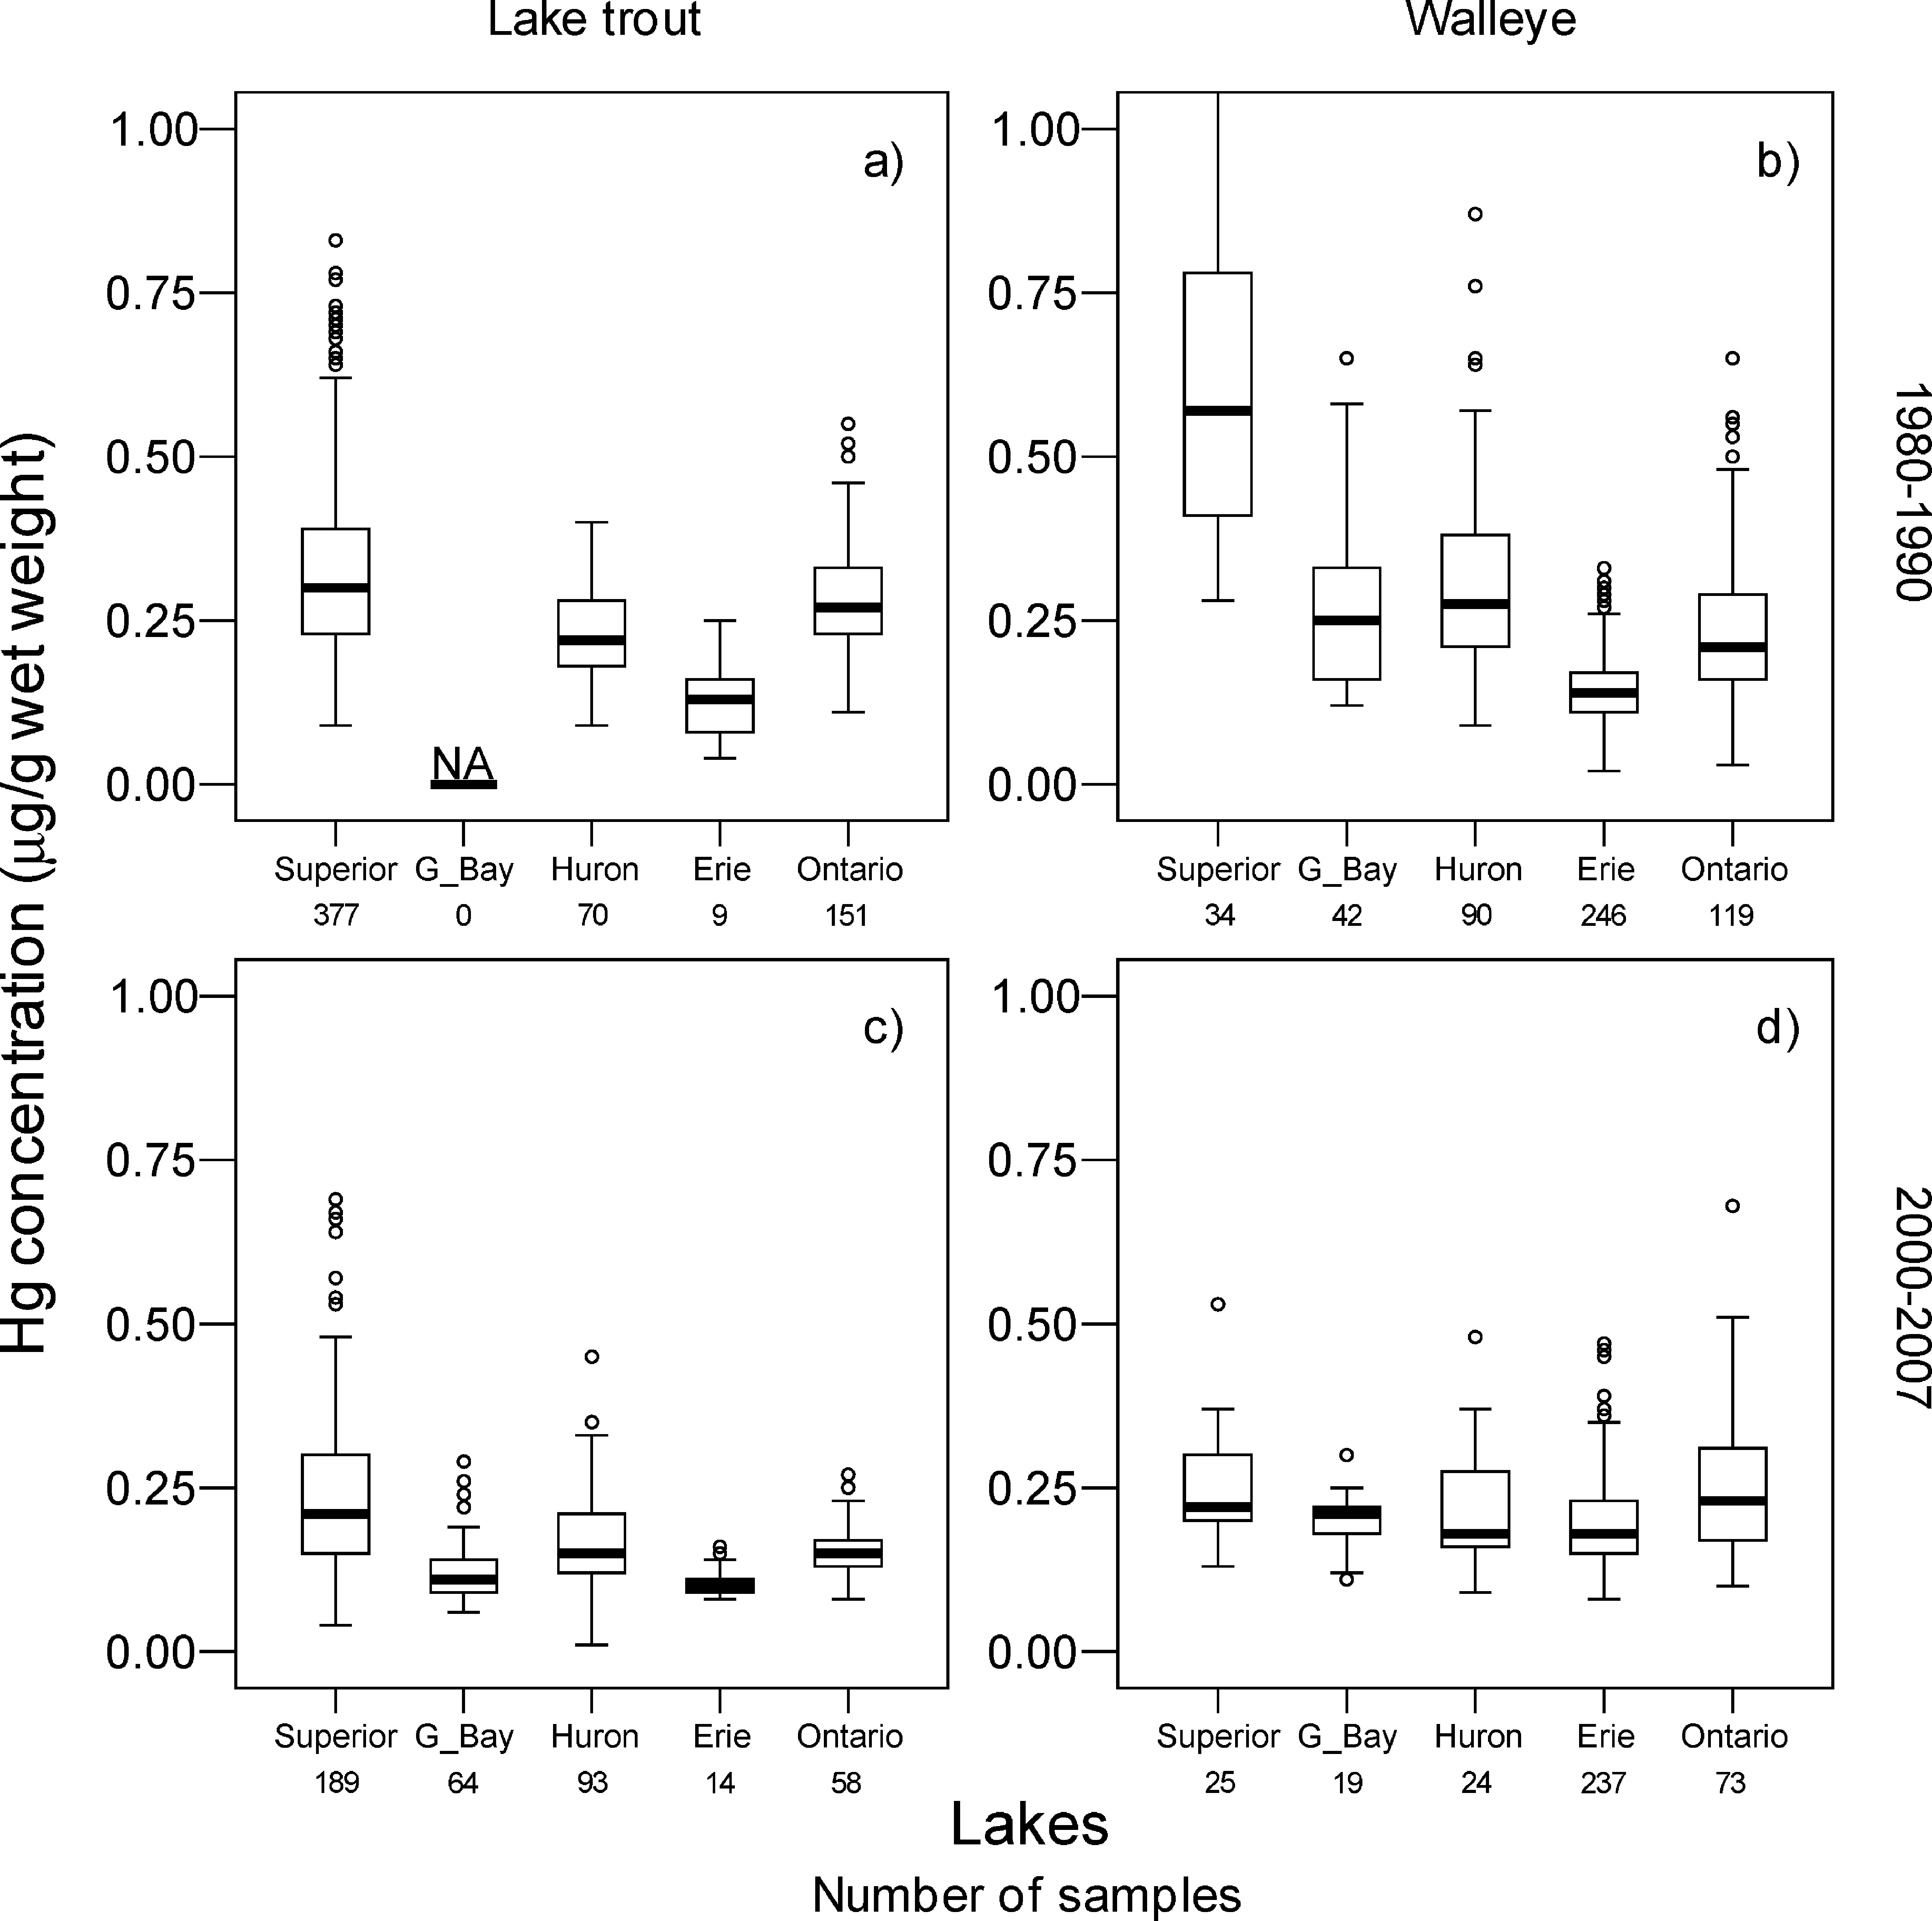 Lake trout
Walleye
Hg concentration (µg/g wet weight)
1.00
0.75
0.50
0.25
0.00
a)
NA
Superior G_Bay Huron Erie Ontario
377 0 70 9 151
1.00
0.75
0.50
0.25
0.00
b)
Superior G_Bay Huron Erie Ontario
34 42 90 246 119
1980-1990
1.00
0.75
0.50
0.25
0.00
c)
Superior G_Bay Huron Erie Ontario
189 64 93 14 58
1.00
0.75
0.50
0.25
0.00
d)
Superior G_Bay Huron Erie Ontario
25 19 24 237 73
2000-2007
Lakes
Number of samples